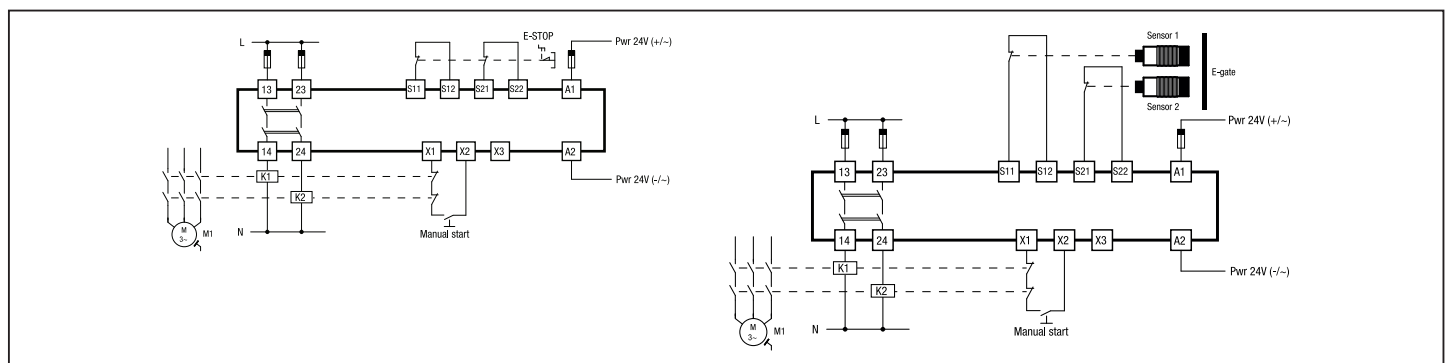 E-STOP
L
Pwr 24V (+/~)
13 23 S11 S12 S21 S22 A1
14 24 X1 X2 X3 A2
K1
K2
Pwr 24V (-/~)
N
Manual start
M
3~
M1
Sensor 1
E-gate
Sensor 2
L
Pwr 24V (+/~)
13 23 S11 S12 S21 S22 A1
14 24 X1 X2 X3 A2
K1
Pwr 24V (-/~)
K2
N
Manual start
M
3~
M1